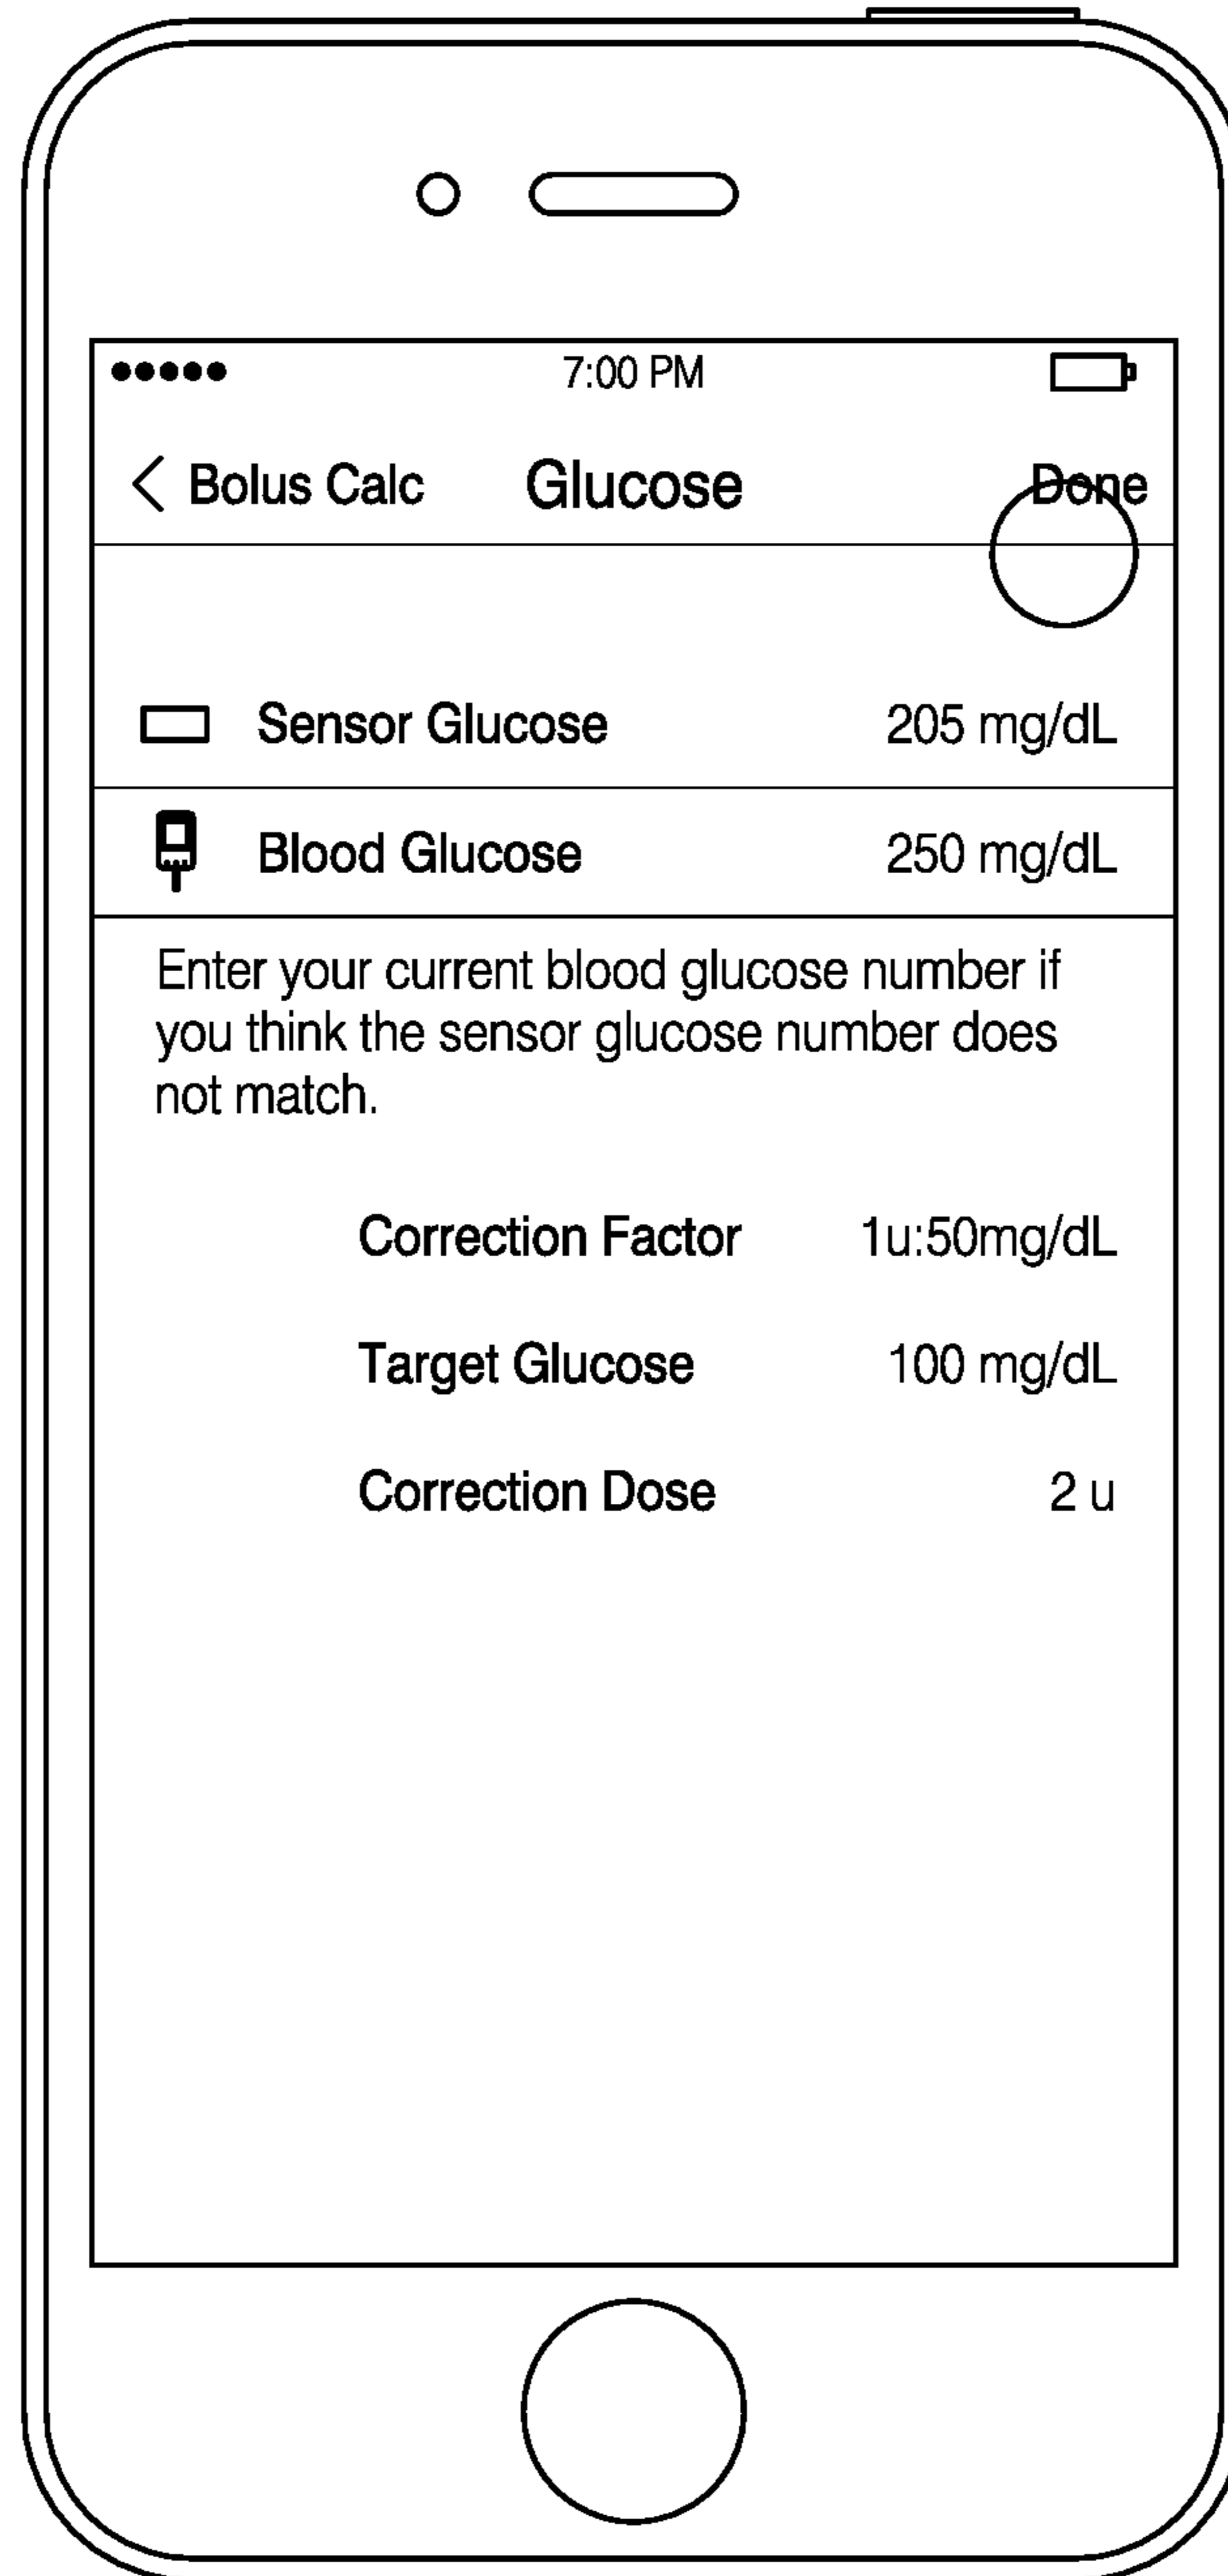 7:00 PM
Bolus Calc Glucose Done
Sensor Glucose 205 mg/dL
Blood Glucose 250 mg/dL
Enter your current blood glucose number if
you think the sensor glucose number does
not match.
Correction Factor 1u:50mg/dL
Target Glucose 100 mg/dL
Correction Dose 2 u